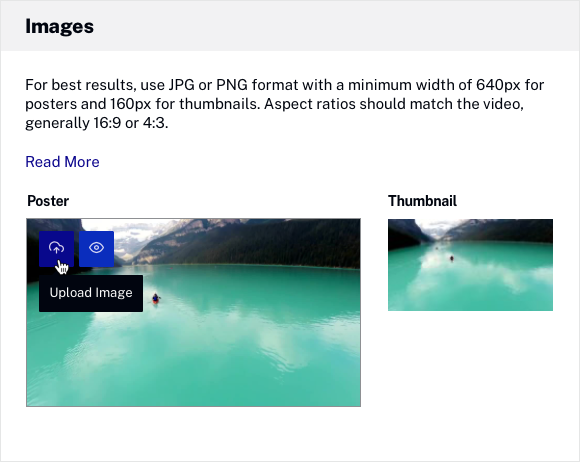 Images
For best results, use JPG or PNG format with a minimum width of 640px for
posters and 160px for thumbnails. Aspect ratios should match the video,
generally 16:9 or 4:3.
Read More
Poster
Thumbnail
Upload Image